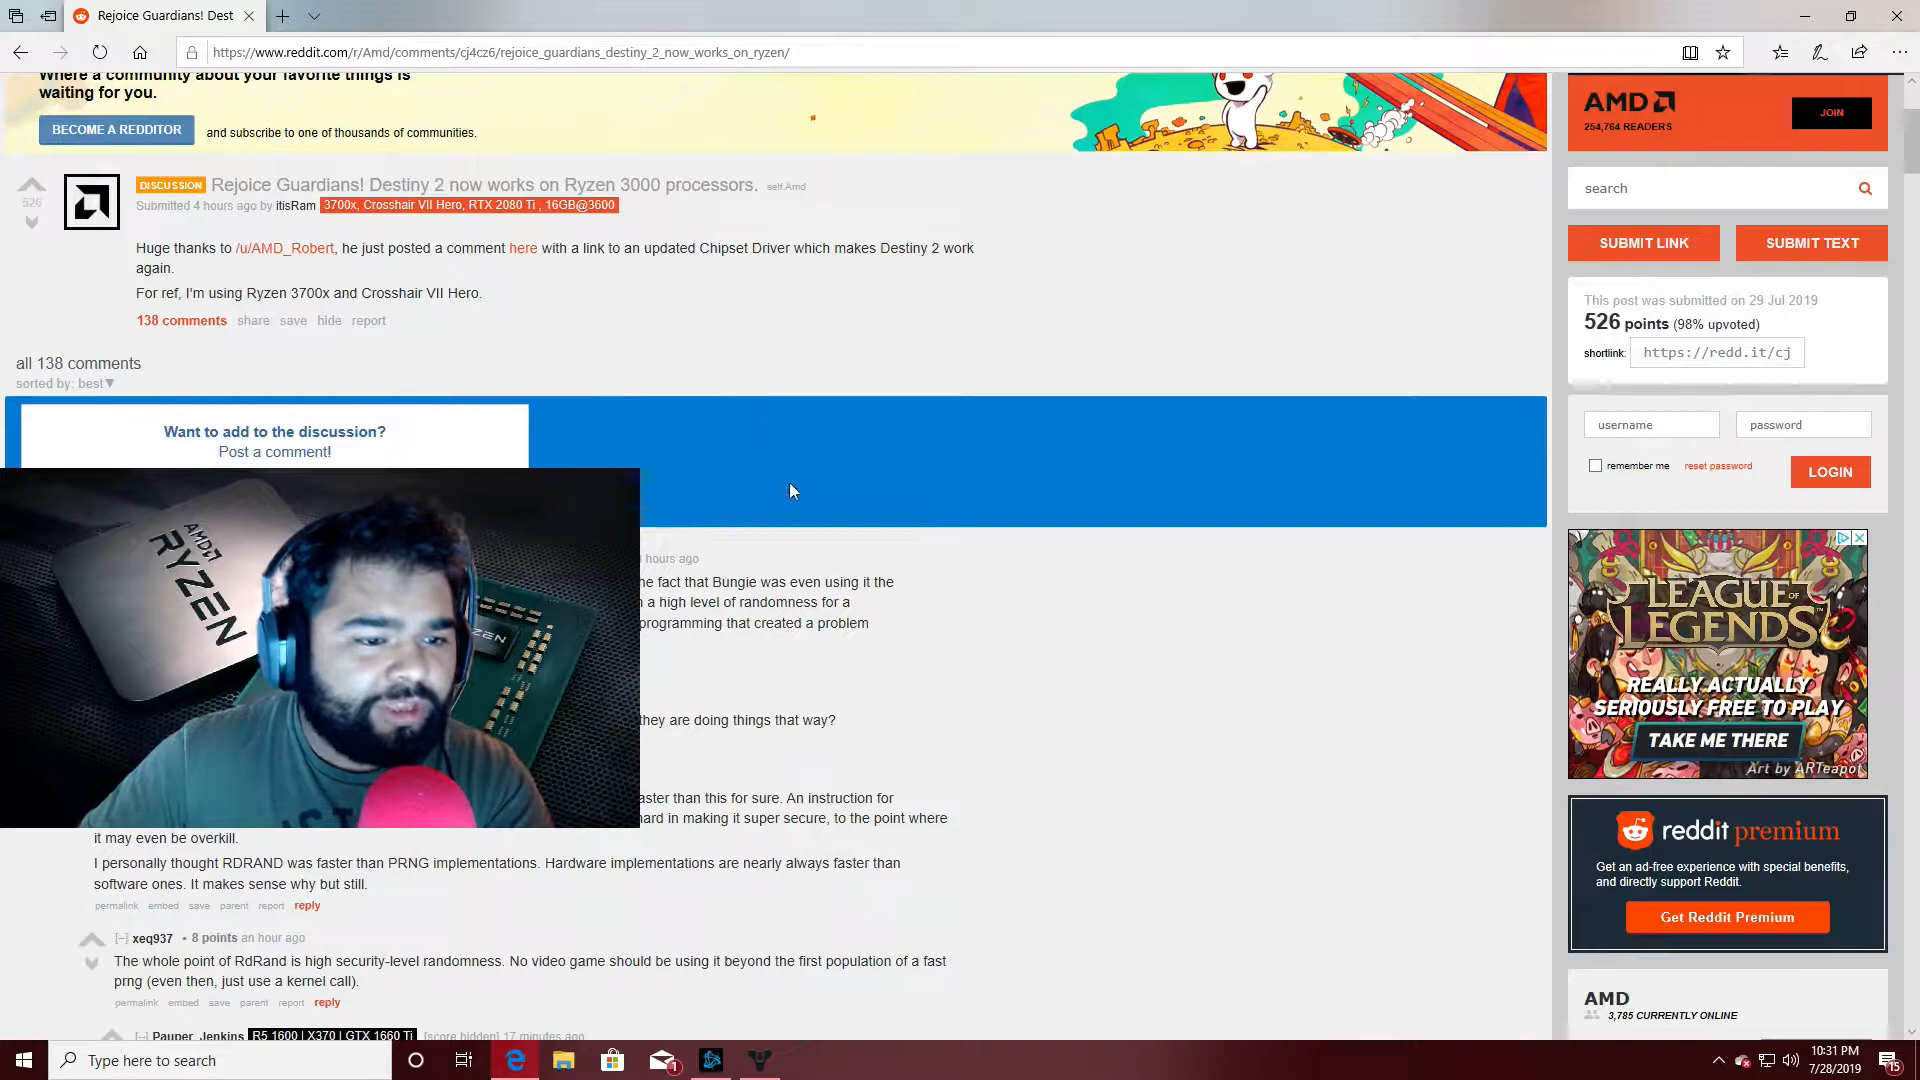 Rejoice Guardians! Dest
https://www.reddit.com/r/Amd/comments/cj4cz6/rejoice_guardians_destiny_2_now_works_on_ryzen/
Where a community about your favorite things is
waiting for you.
BECOME A REDDITOR and subscribe to one of thousands of communities.
DISCUSSION Rejoice Guardians! Destiny 2 now works on Ryzen 3000 processors. self.Amd
526
Submitted 4 hours ago by itisRam 3700x, Crosshair VII Hero, RTX 2080 Ti , 16GB@3600
Huge thanks to /u/AMD_Robert, he just posted a comment here with a link to an updated Chipset Driver which makes Destiny 2 work
again.
For ref, I'm using Ryzen 3700x and Crosshair VII Hero.
138 comments share save hide report
all 138 comments
sorted by: best▼
Want to add to the discussion?
Post a comment!
hours ago
he fact that Bungie was even using it the
a high level of randomness for a
programming that created a problem
they are doing things that way?
aster than this for sure. An instruction for
hard in making it super secure, to the point where
it may even be overkill.
I personally thought RDRAND was faster than PRNG implementations. Hardware implementations are nearly always faster than
software ones. It makes sense why but still.
permalink embed save parent report reply
[–] xeq937 • 8 points an hour ago
The whole point of RdRand is high security-level randomness. No video game should be using it beyond the first population of a fast
prng (even then, just use a kernel call).
permalink embed save parent report reply
[–] Pauper_Jenkins R5 1600 | X370 | GTX 1660 Ti [score hidden] 17 minutes ago
AMD
RYZEN
ZEN
AMD
254,764 READERS
JOIN
search
SUBMIT LINK SUBMIT TEXT
This post was submitted on 29 Jul 2019
526 points (98% upvoted)
shortlink: https://redd.it/cj
username password
remember me reset password LOGIN
LEAGUE OF
LEGENDS
REALLY ACTUALLY
SERIOUSLY FREE TO PLAY
TAKE ME THERE
Art by ARTeapot
reddit premium
Get an ad-free experience with special benefits,
and directly support Reddit.
Get Reddit Premium
AMD
3,785 CURRENTLY ONLINE
Type here to search
1
10:31 PM
7/28/2019
15